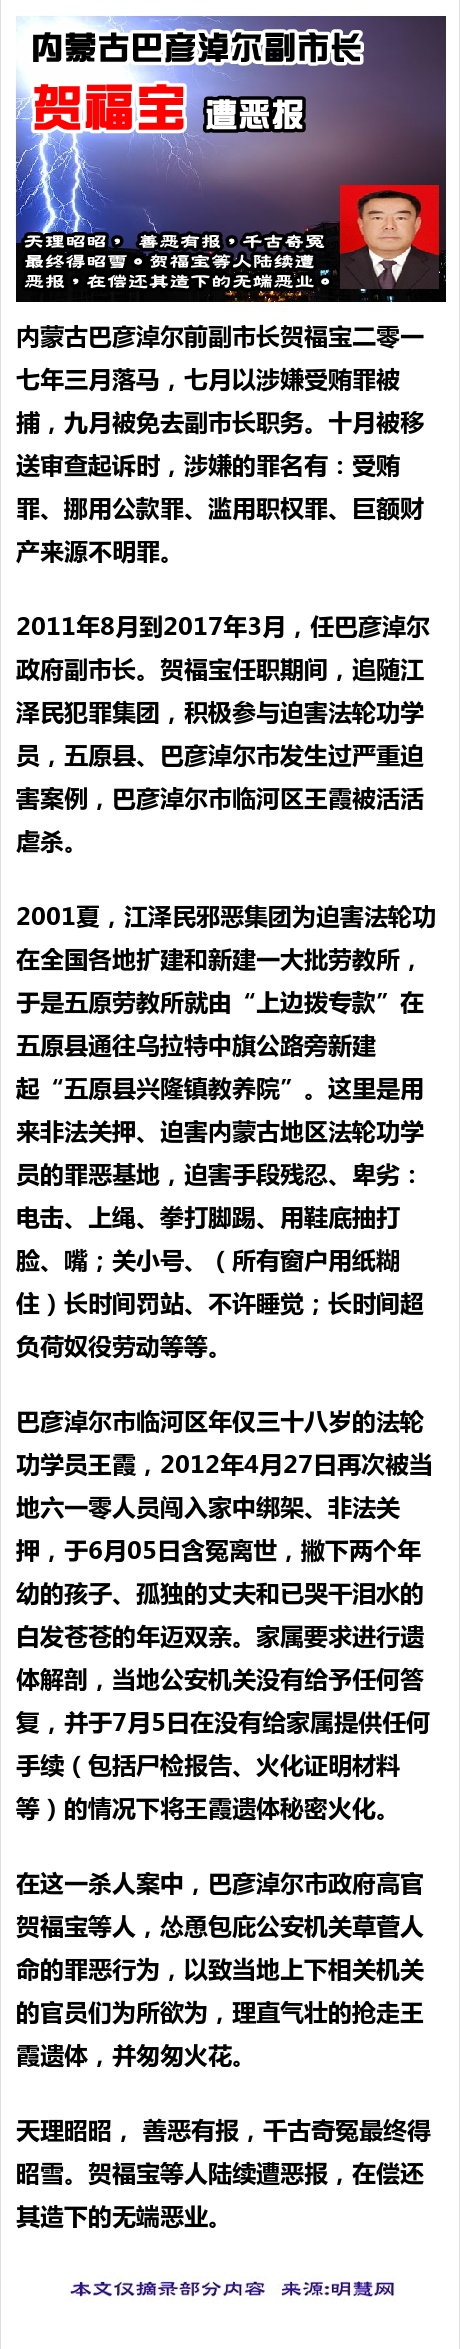 内蒙古巴彦淖尔副市长
贺福宝 遭恶报
天理昭昭， 善恶有报，千古奇冤
最终得昭雪。贺福宝等人陆续遭
恶报，在偿还其造下的无端恶业。
内蒙古巴彦淖尔前副市长贺福宝二零一
七年三月落马，七月以涉嫌受贿罪被
捕，九月被免去副市长职务。十月被移
送审查起诉时，涉嫌的罪名有：受贿
罪、挪用公款罪、滥用职权罪、巨额财
产来源不明罪。
2011年8月到2017年3月，任巴彦淖尔
政府副市长。贺福宝任职期间，追随江
泽民犯罪集团，积极参与迫害法轮功学
员，五原县、巴彦淖尔市发生过严重迫
害案例，巴彦淖尔市临河区王霞被活活
虐杀。
2001夏，江泽民邪恶集团为迫害法轮功
在全国各地扩建和新建一大批劳教所，
于是五原劳教所就由“上边拨专款”在
五原县通往乌拉特中旗公路旁新建
起“五原县兴隆镇教养院”。这里是用
来非法关押、迫害内蒙古地区法轮功学
员的罪恶基地，迫害手段残忍、卑劣：
电击、上绳、拳打脚踢、用鞋底抽打
脸、嘴；关小号、（所有窗户用纸糊
住）长时间罚站、不许睡觉；长时间超
负荷奴役劳动等等。
巴彦淖尔市临河区年仅三十八岁的法轮
功学员王霞，2012年4月27日再次被当
地六一零人员闯入家中绑架、非法关
押，于6月05日含冤离世，撇下两个年
幼的孩子、孤独的丈夫和已哭干泪水的
白发苍苍的年迈双亲。家属要求进行遗
体解剖，当地公安机关没有给予任何答
复，并于7月5日在没有给家属提供任何
手续（包括尸检报告、火化证明材料
等）的情况下将王霞遗体秘密火化。
在这一杀人案中，巴彦淖尔市政府高官
贺福宝等人，怂恿包庇公安机关草菅人
命的罪恶行为，以致当地上下相关机关
的官员们为所欲为，理直气壮的抢走王
霞遗体，并匆匆火花。
天理昭昭， 善恶有报，千古奇冤最终得
昭雪。贺福宝等人陆续遭恶报，在偿还
其造下的无端恶业。
本文仅摘录部分内容 来源:明慧网